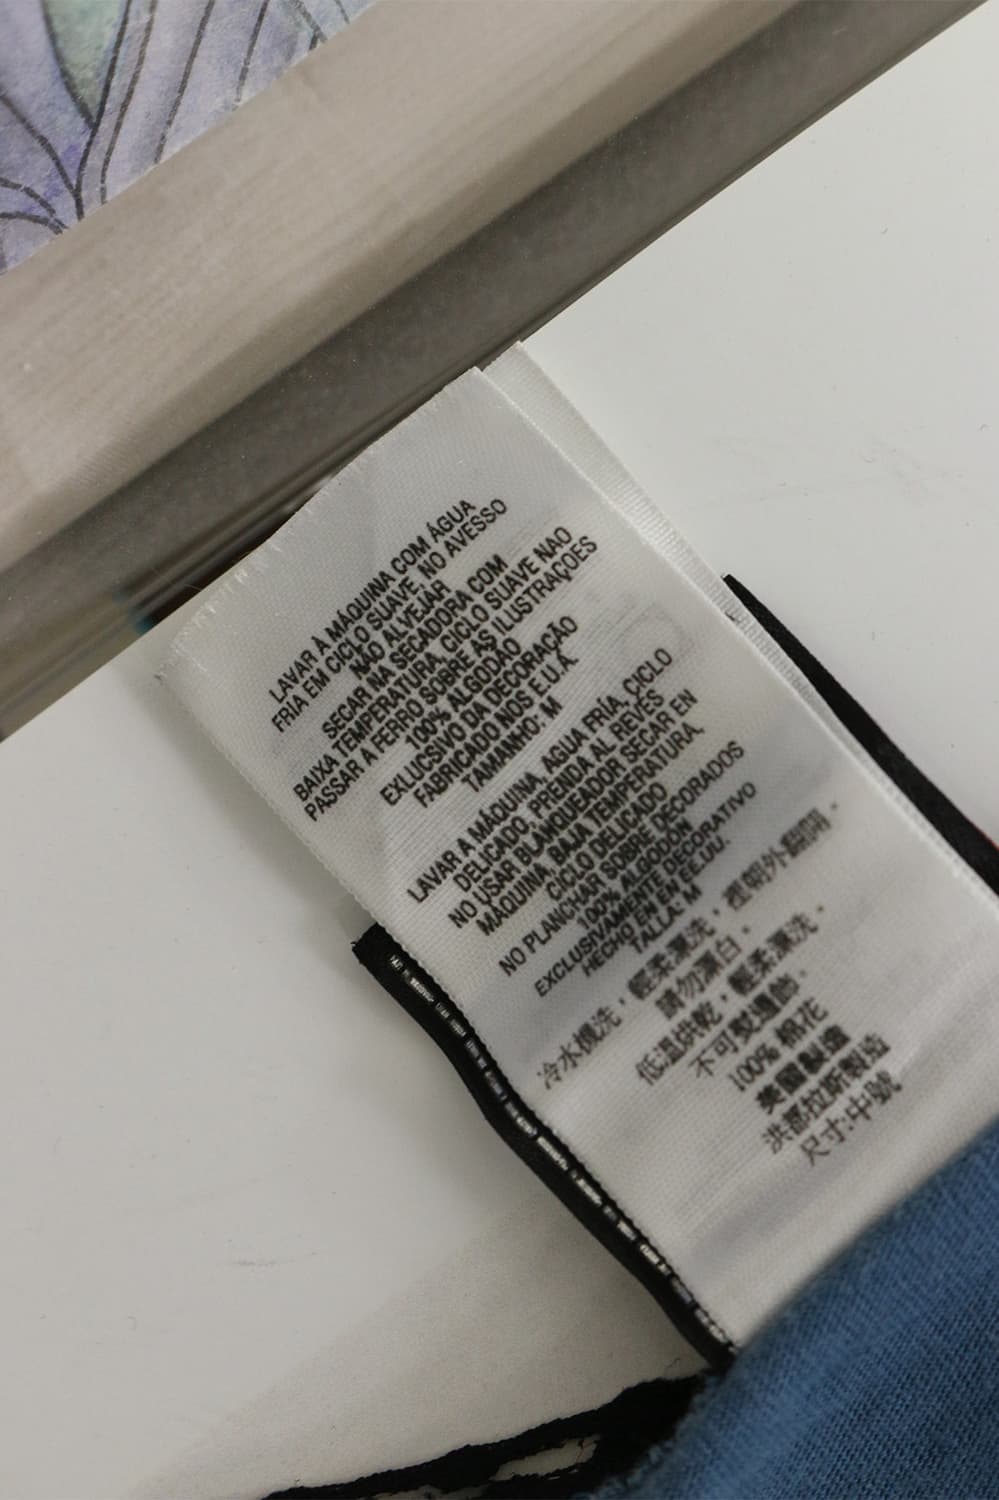 LAVAR À MÁQUINA COM ÁGUA
FRIA EM CICLO SUAVE, NO AVESSO
NÃO ALVEJAR
SECAR NA SECADORA COM
BAIXA TEMPERATURA, CICLO SUAVE NAO
PASSAR A FERRO SOBRE AS ILUSTRAÇOES
100% ALGODAO
EXLUCSIVO DA DECORAÇÃO
FABRICADO NOS E.U.A.
TAMANHO: M
LAVAR A MÁQUINA, AGUA FRÍA, CICLO
DELICADO, PRENDA AL REVÉS
NO USAR BLANQUEADOR SECAR EN
MÁQUINA, BAJA TEMPERATURA,
CICLO DELICADO
NO PLANCHAR SOBRE DECORADOS
100% ALGODÓN
EXCLUSIVAMENTE DECORATIVO
HECHO EN EE.UU.
TALLA: M
冷水機洗，輕柔漂洗，裡朝外翻開。
請勿漂白。
低溫烘乾，輕柔漂洗。
不可熨邊飾。
100% 棉花
美國製造
洪都拉斯製造
尺寸:中號